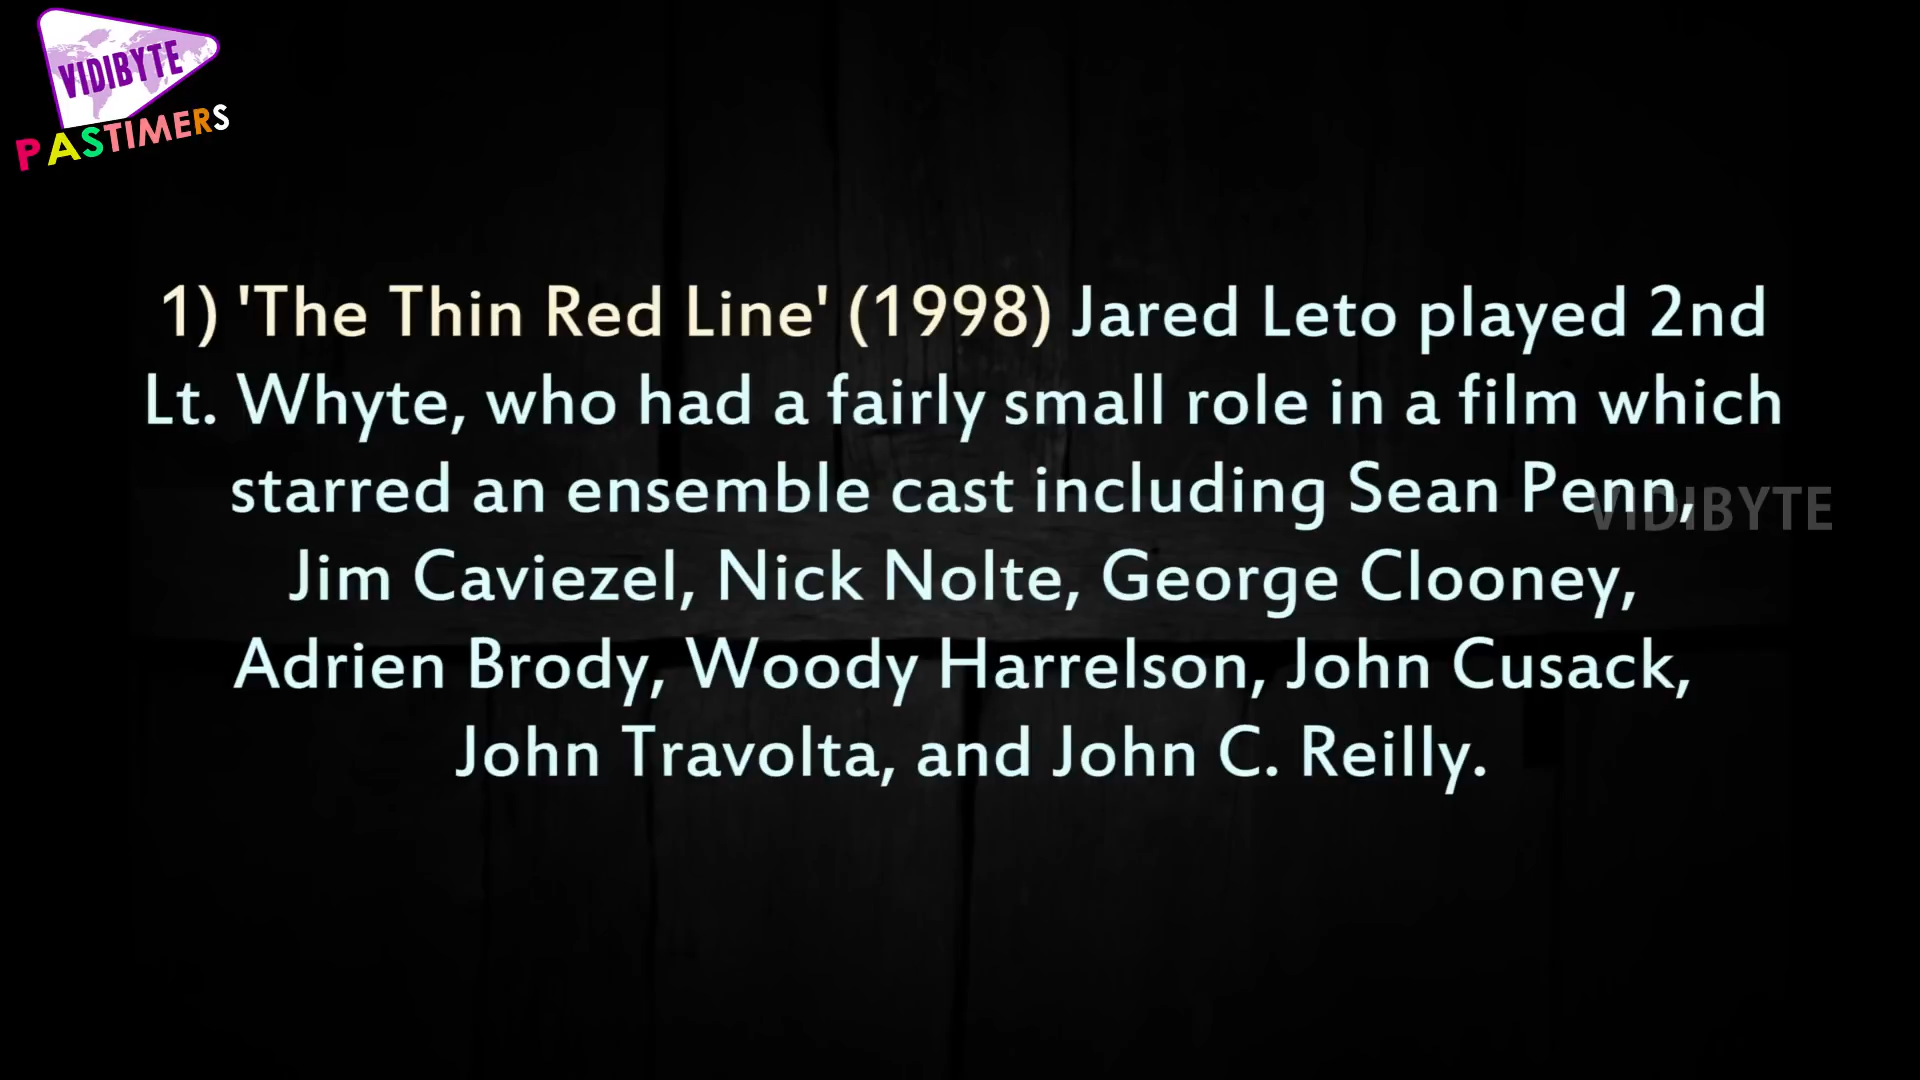 VIDIBYTE
PASTIMERS
1) 'The Thin Red Line' (1998) Jared Leto played 2nd
Lt. Whyte, who had a fairly small role in a film which
starred an ensemble cast including Sean Penn,
VIDIBYTE
Jim Caviezel, Nick Nolte, George Clooney,
Adrien Brody, Woody Harrelson, John Cusack,
John Travolta, and John C. Reilly.